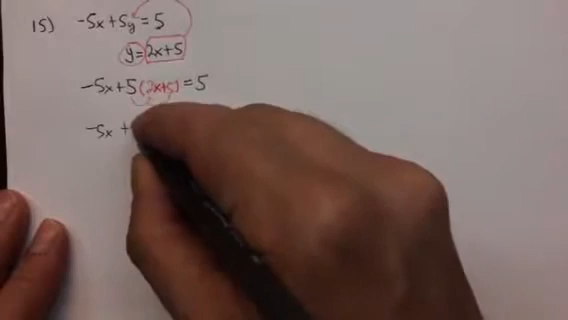 15) -5x + 5y = 5
y = 2x+5
-5x + 5(2x+5) = 5
-5x +